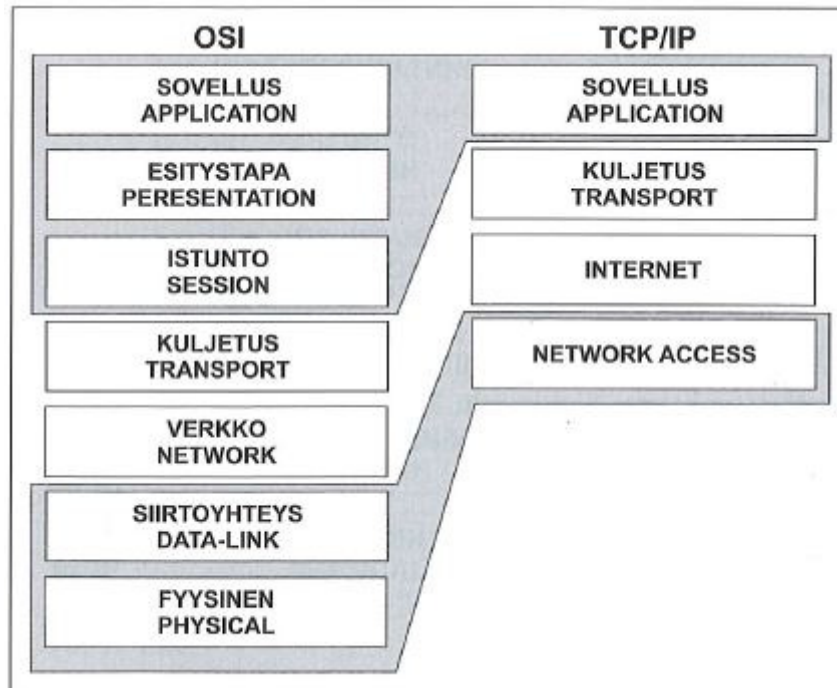 OSI
SOVELLUS
APPLICATION
ESITYSTAPA
PERESENTATION
ISTUNTO
SESSION
KULJETUS
TRANSPORT
VERKKO
NETWORK
SIIRTOYHTEYS
DATA-LINK
FYYSINEN
PHYSICAL
TCP/IP
SOVELLUS
APPLICATION
KULJETUS
TRANSPORT
INTERNET
NETWORK ACCESS